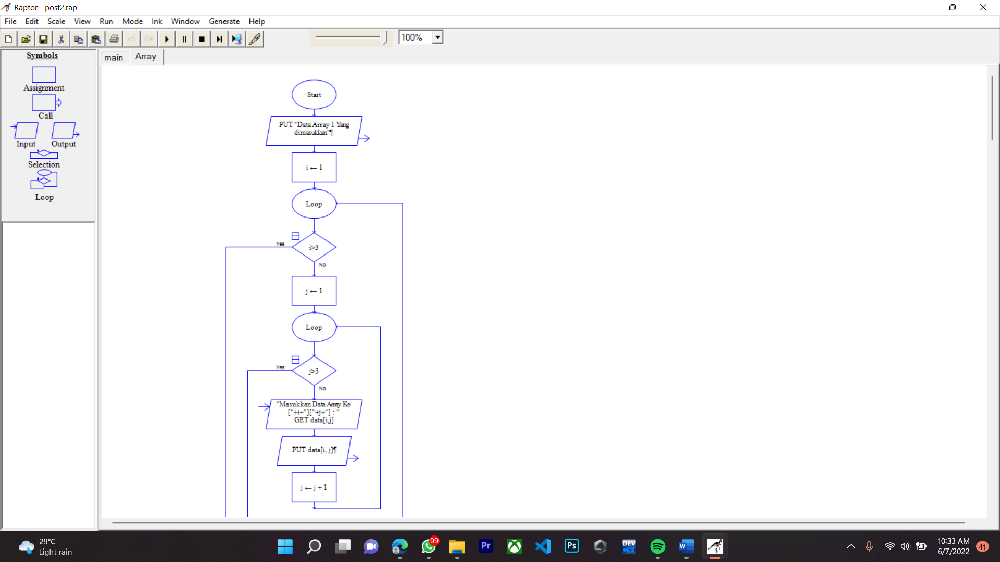 Raptor - post2.rap
File Edit Scale View Run Mode Ink Window Generate Help
100%
Symbols
Assignment
Call
Input Output
Selection
Loop
main Array
Start
PUT "Data Array 1 Yang
dimasukkan"¶
i ← 1
Loop
Yes
i>3
No
j ← 1
Loop
Yes
j>3
No
"Masukkan Data Array Ke
["+i+"]["+j+"] : "
GET data[i,j]
PUT data[i, j]¶
j ← j + 1
29°C
Light rain
99
Pr
Ps
DEV
C++
W
10:33 AM
6/7/2022
41